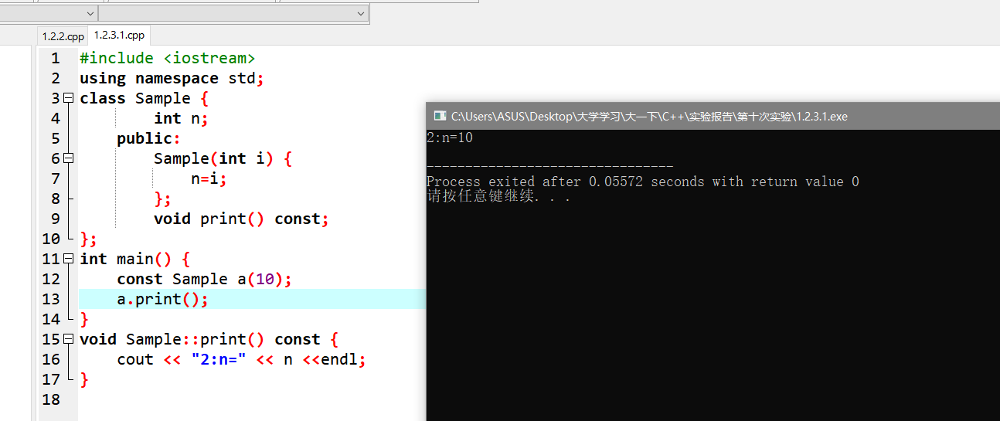 1.2.2.cpp 1.2.3.1.cpp
1 #include <iostream>
2 using namespace std;
3 class Sample {
4 int n;
5 public:
6 Sample(int i) {
7 n=i;
8 };
9 void print() const;
10 };
11 int main() {
12 const Sample a(10);
13 a.print();
14 }
15 void Sample::print() const {
16 cout << "2:n=" << n <<endl;
17 }
18
C:\Users\ASUS\Desktop\大学学习\大一下\C++\实验报告\第十次实验\1.2.3.1.exe
2:n=10
--------------------------------
Process exited after 0.05572 seconds with return value 0
请按任意键继续. . .